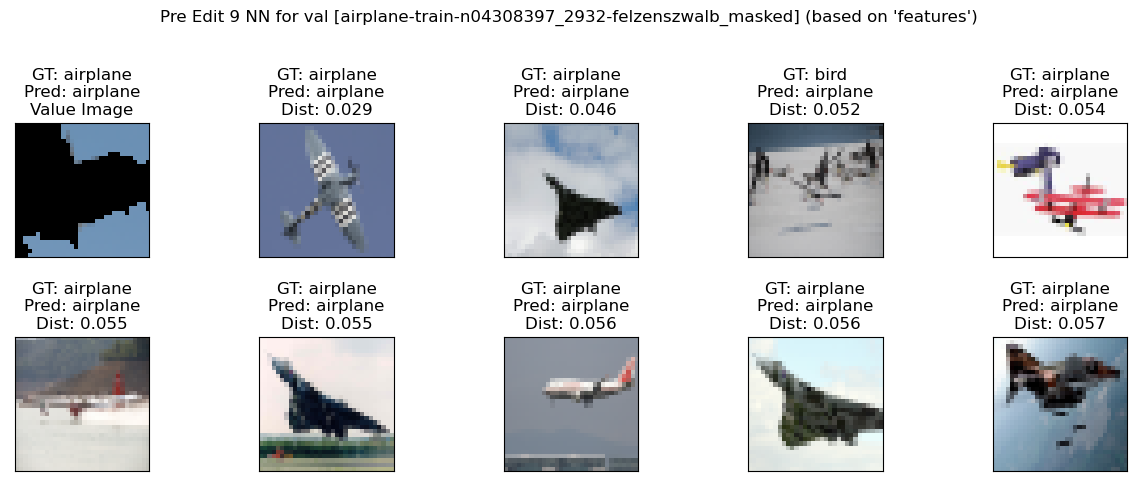 Pre Edit 9 NN for val [airplane-train-n04308397_2932-felzenszwalb_masked] (based on 'features')
GT: airplane
Pred: airplane
Value Image
GT: airplane
Pred: airplane
Dist: 0.029
GT: airplane
Pred: airplane
Dist: 0.046
GT: bird
Pred: airplane
Dist: 0.052
GT: airplane
Pred: airplane
Dist: 0.054
GT: airplane
Pred: airplane
Dist: 0.055
GT: airplane
Pred: airplane
Dist: 0.055
GT: airplane
Pred: airplane
Dist: 0.056
GT: airplane
Pred: airplane
Dist: 0.056
GT: airplane
Pred: airplane
Dist: 0.057